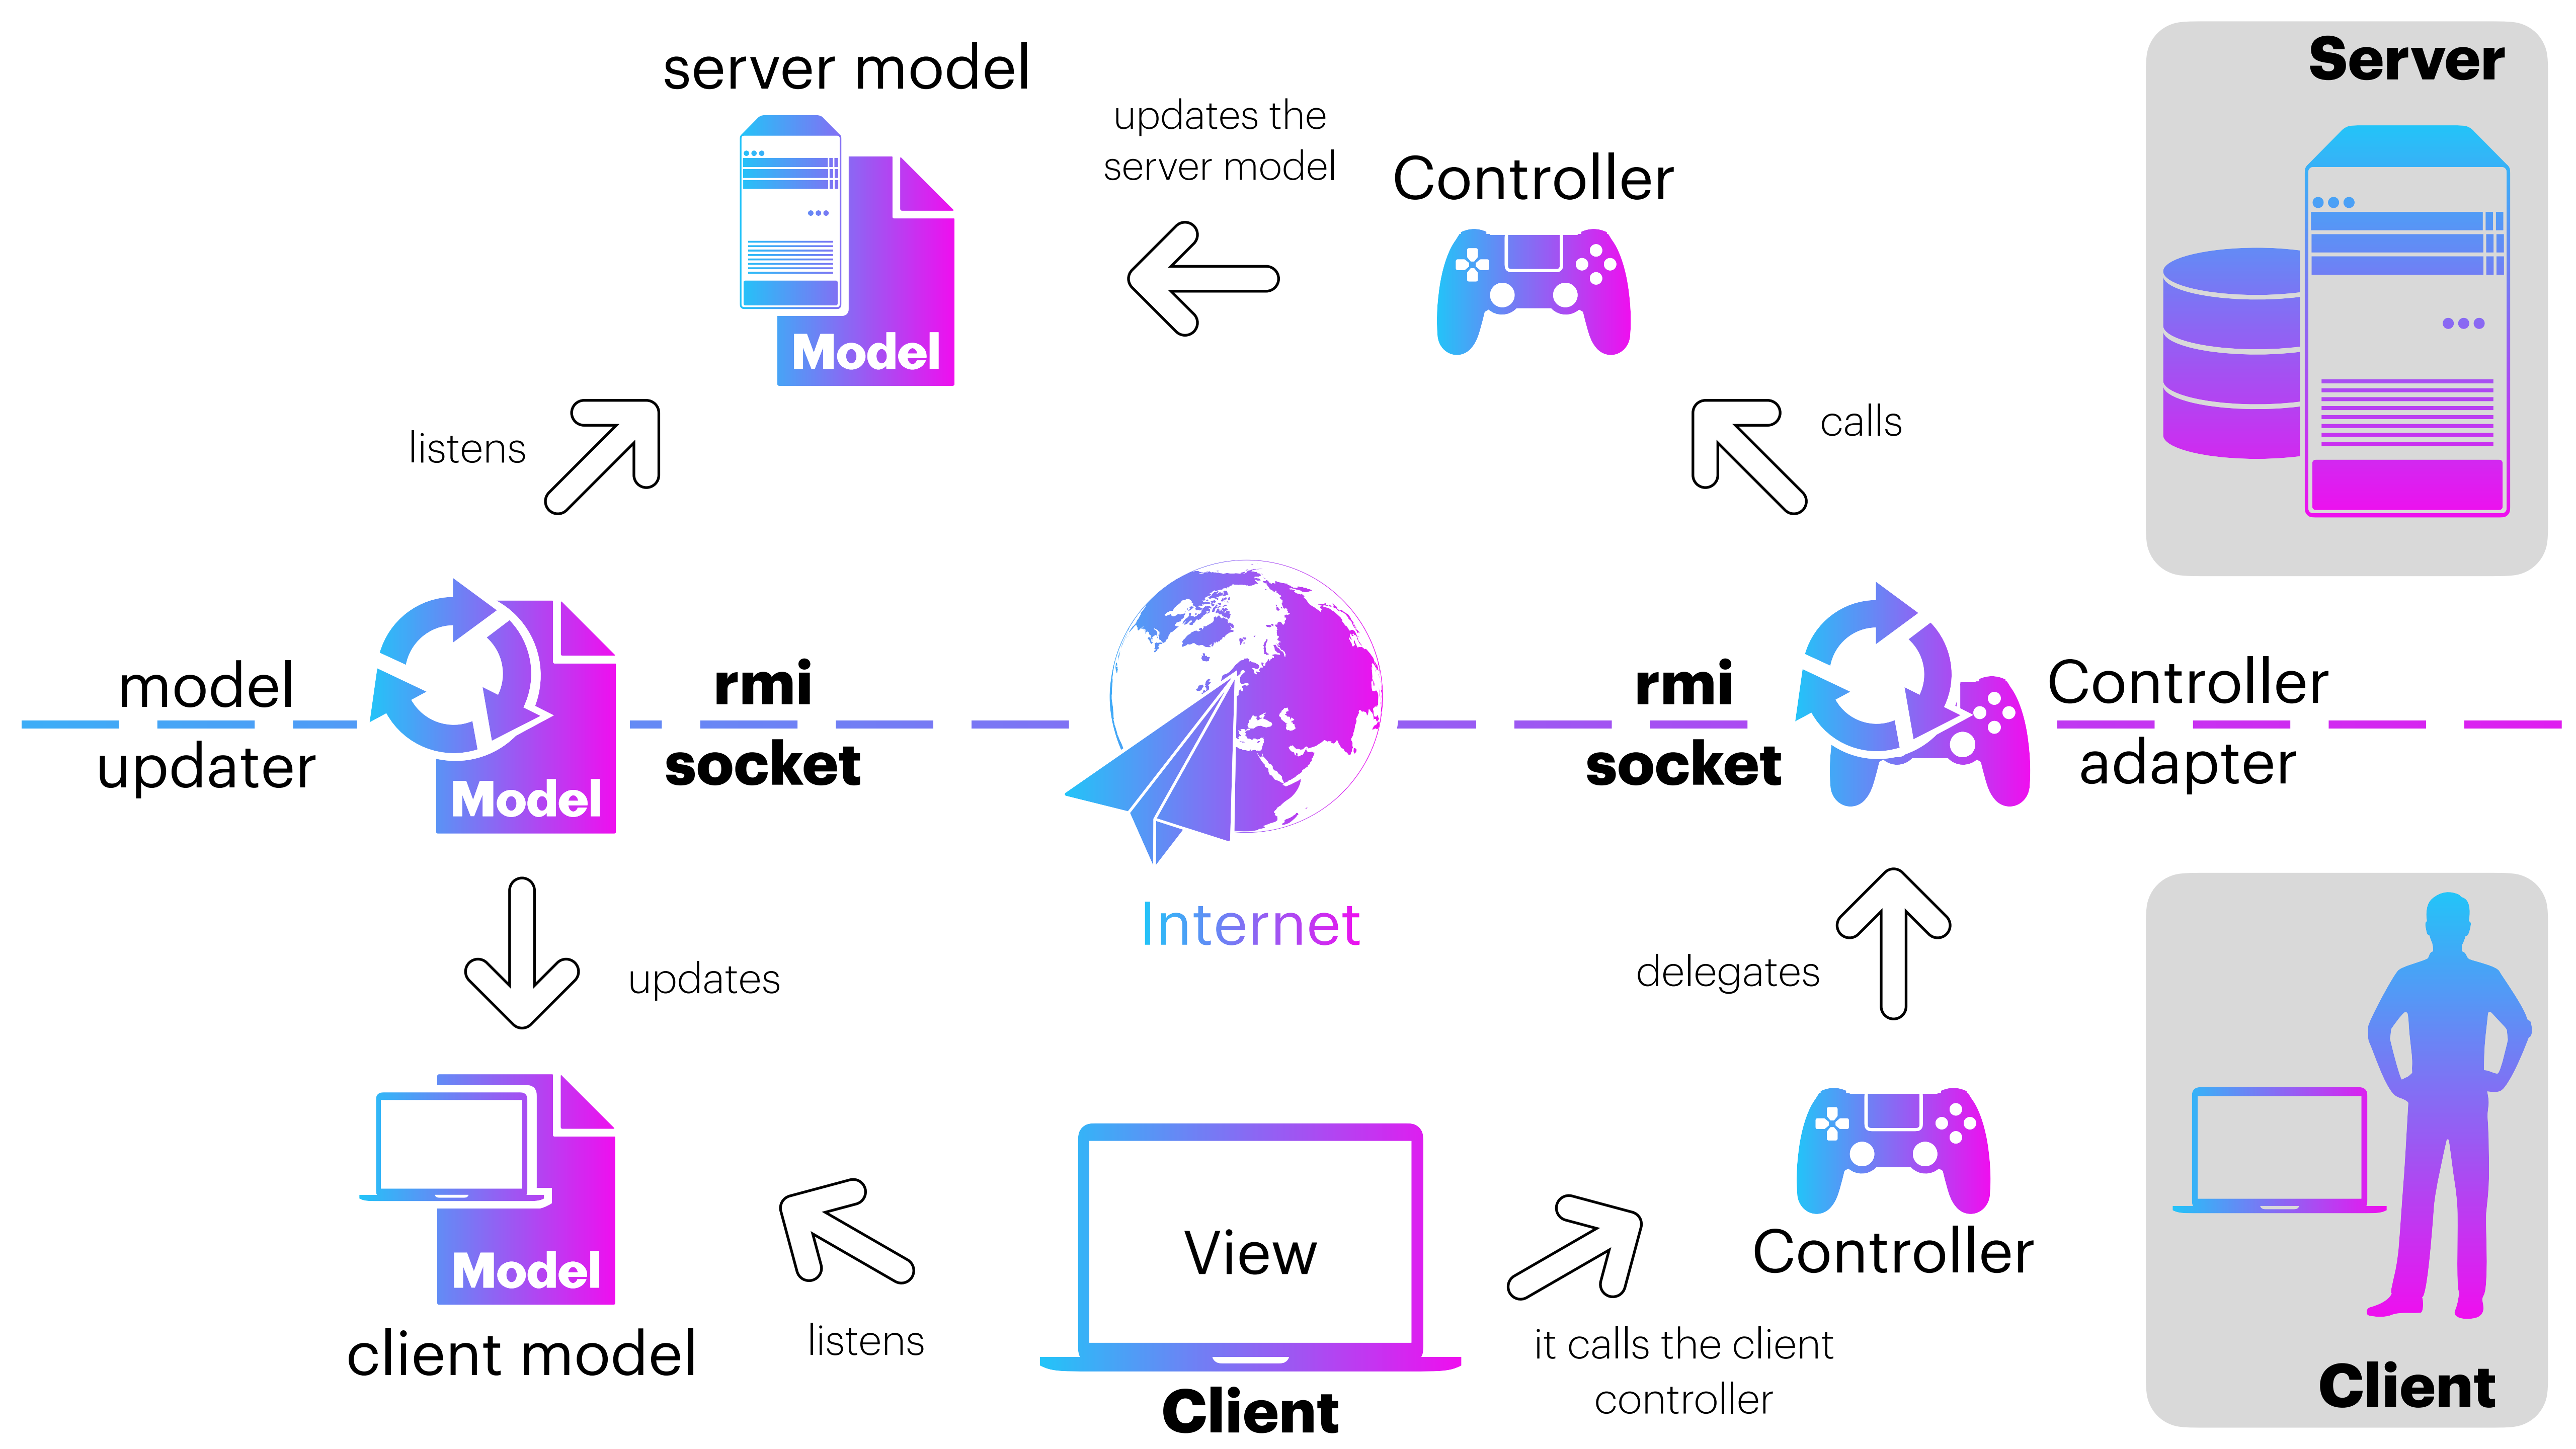 server model
updates the
server model
Controller
Server
Model
listens
calls
model
updater
rmi
socket
Model
rmi
socket
Controller
adapter
Internet
updates
delegates
Model
client model
listens
View
Client
it calls the client
controller
Controller
Client